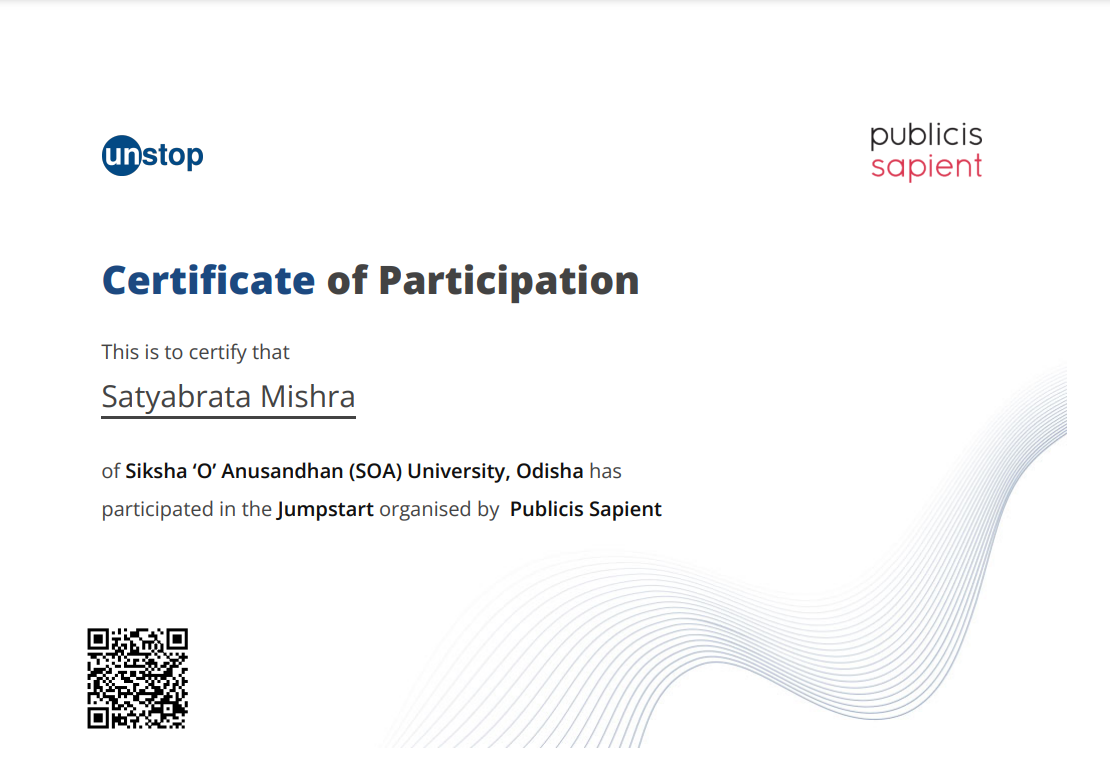 unstop
publicis
sapient
Certificate of Participation
This is to certify that
Satyabrata Mishra
of Siksha ‘O’ Anusandhan (SOA) University, Odisha has
participated in the Jumpstart organised by Publicis Sapient